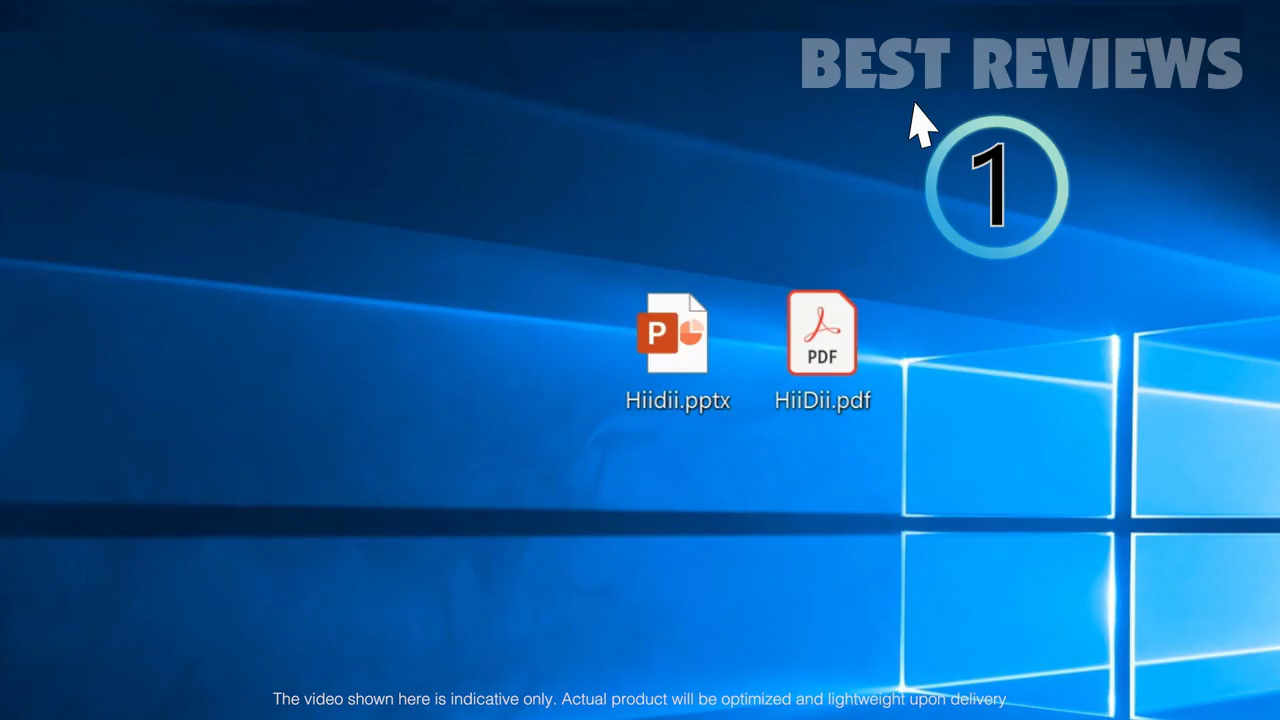 BEST REVIEWS
1
P
PDF
Hiidii.pptx
HiiDii.pdf
The video shown here is indicative only. Actual product will be optimized and lightweight upon delivery